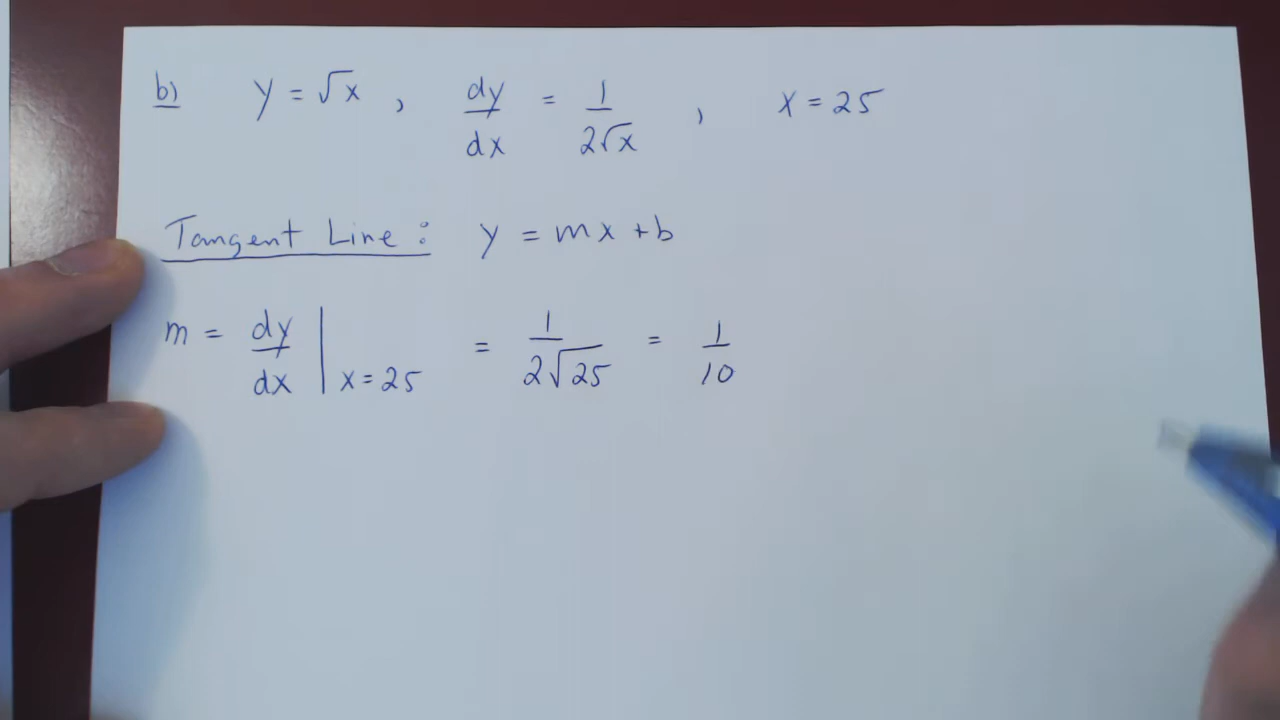 b) y = √x , dy/dx = 1/(2√x) , x = 25
Tangent Line: y = mx + b
m = dy/dx | x=25 = 1/(2√25) = 1/10